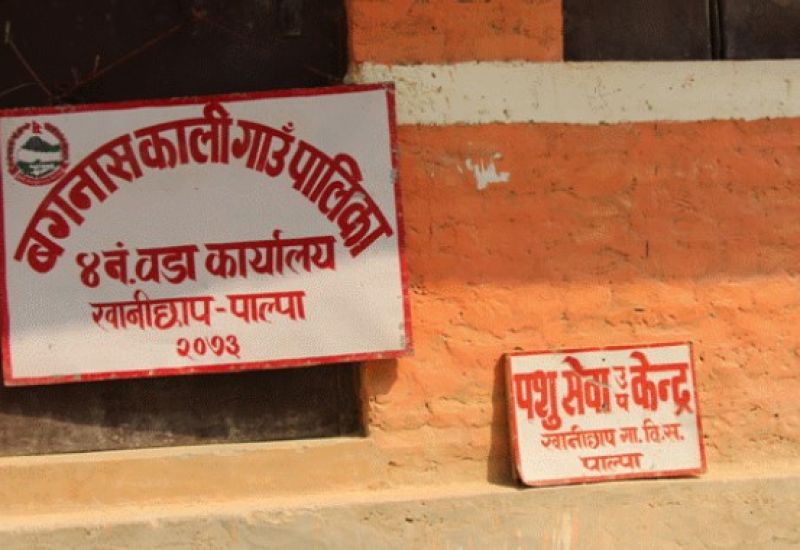 बगनासकाली गाउँपालिका
४ नं. वडा कार्यालय
खानीछाप - पाल्पा
२०७३
पशु सेवा उप केन्द्र
खानीछाप गा. वि. स.
पाल्पा